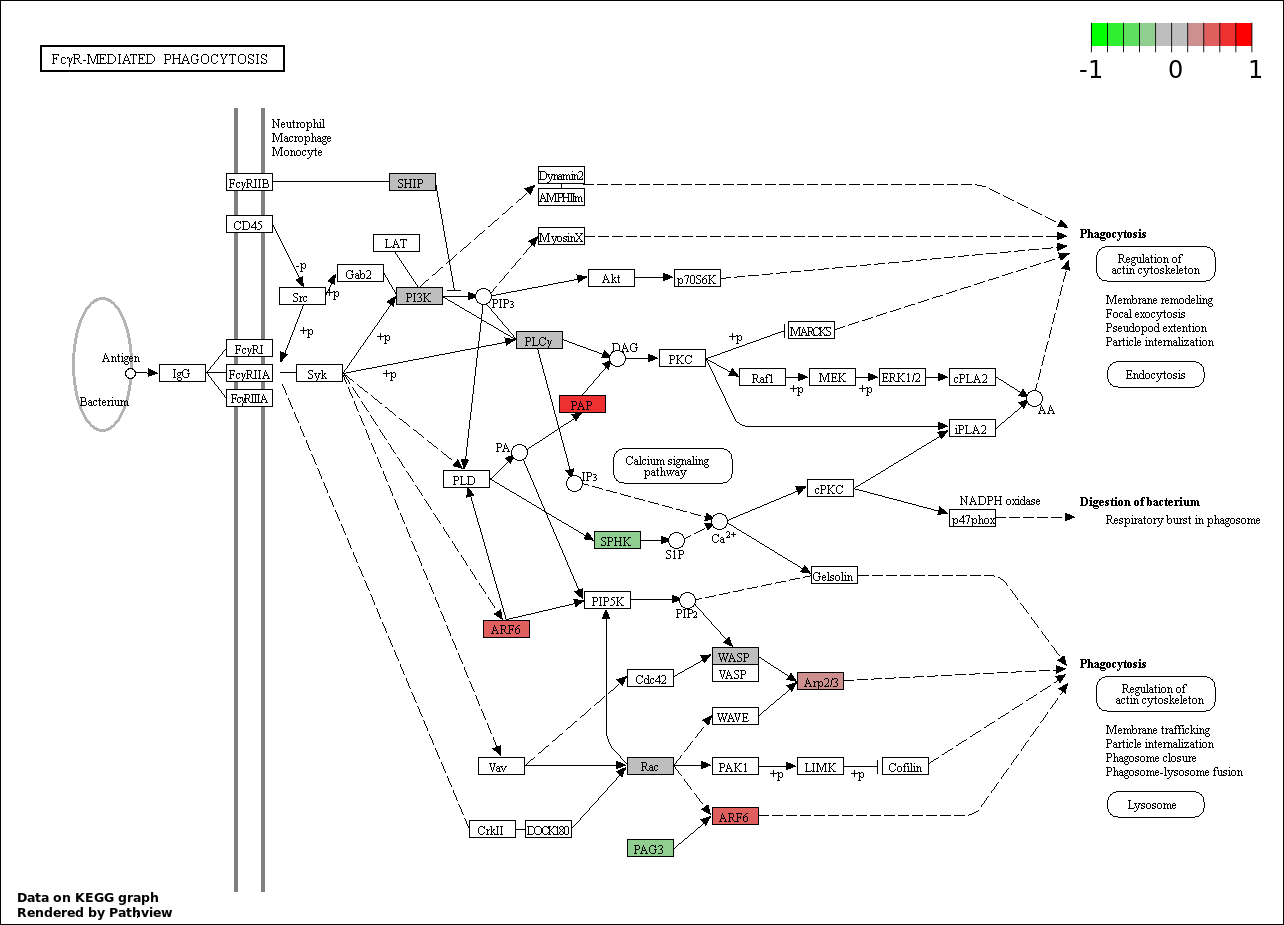 FcγR-MEDIATED PHAGOCYTOSIS
-1
0
1
Neutrophil
Macrophage
Monocyte
FcγRIIB
SHIP
Dynamin2
AMPHIIm
CD45
LAT
MyosinX
Phagocytosis
Regulation of
actin cytoskeleton
-p
Gab2
Src
+p
PI3K
PIP3
Akt
p70S6K
Membrane remodeling
Focal exocytosis
Pseudopod extention
Particle internalization
+p
+p
+p
MARCKS
PLCγ
DAG
PKC
FcγRI
Antigen
IgG
FcγRIIA
Syk
+p
Raf1
+p
MEK
+p
ERK1/2
cPLA2
Endocytosis
FcγRIIIA
Bacterium
PAP
AA
iPLA2
PA
Calcium signaling
pathway
PLD
IP3
cPKC
NADPH oxidase
p47phox
Digestion of bacterium
Respiratory burst in phagosome
SPHK
S1P
Ca2+
Gelsolin
PIP5K
PIP2
ARF6
WASP
VASP
Cdc42
Arp2/3
Phagocytosis
Regulation of
actin cytoskeleton
WAVE
Membrane trafficking
Particle internalization
Phagosome closure
Phagosome-lysosome fusion
Vav
Rac
PAK1
+p
LIMK
+p
Cofilin
Lysosome
CrkII
DOCK180
ARF6
PAG3
Data on KEGG graph
Rendered by Pathview